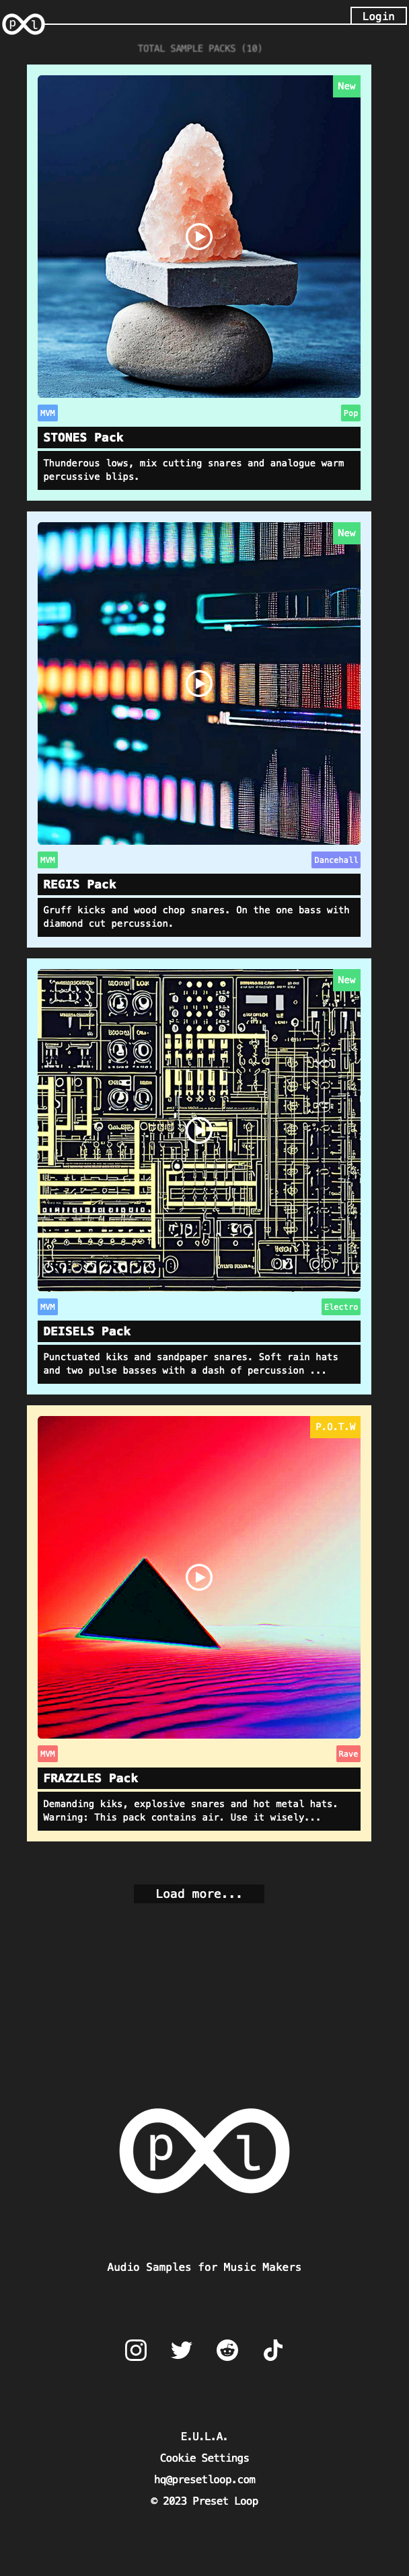 p l
Login
TOTAL SAMPLE PACKS (10)
New
MVM
Pop
STONES Pack
Thunderous lows, mix cutting snares and analogue warm
percussive blips.
New
MVM
Dancehall
REGIS Pack
Gruff kicks and wood chop snares. On the one bass with
diamond cut percussion.
New
MVM
Electro
DEISELS Pack
Punctuated kiks and sandpaper snares. Soft rain hats
and two pulse basses with a dash of percussion ...
P.O.T.W
MVM
Rave
FRAZZLES Pack
Demanding kiks, explosive snares and hot metal hats.
Warning: This pack contains air. Use it wisely...
Load more...
p l
Audio Samples for Music Makers
E.U.L.A.
Cookie Settings
hq@presetloop.com
© 2023 Preset Loop